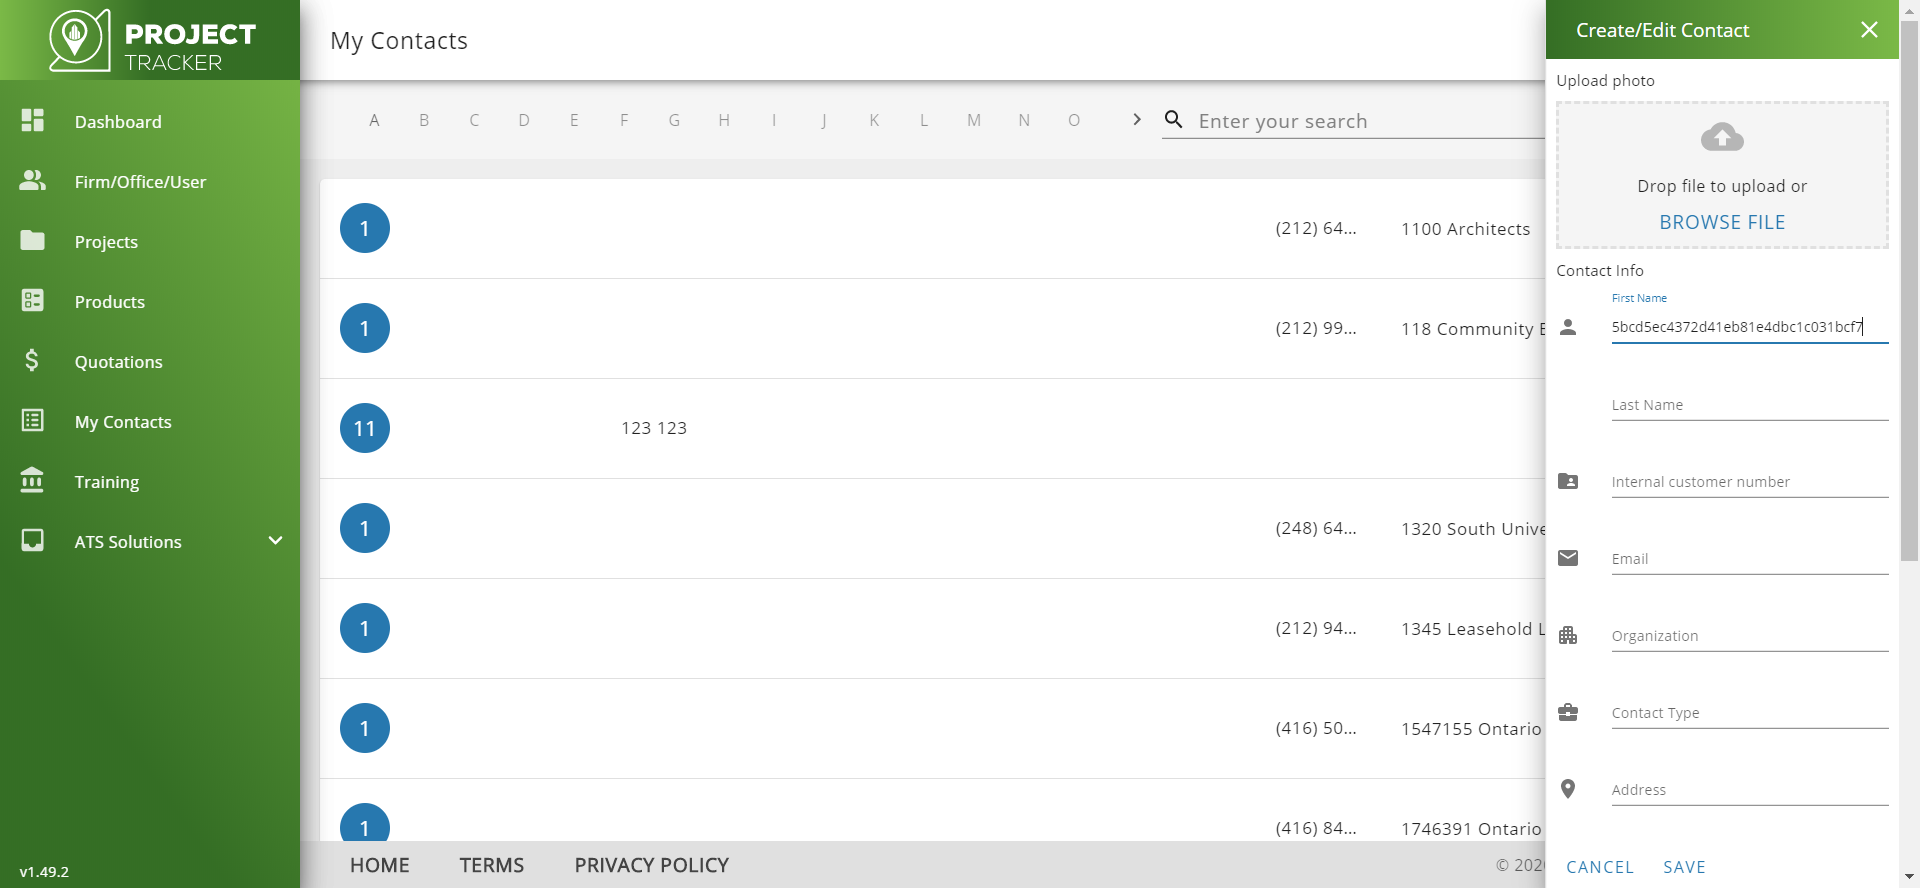 PROJECT
TRACKER
Dashboard
Firm/Office/User
Projects
Products
Quotations
My Contacts
Training
ATS Solutions
v1.49.2
My Contacts
A B C D E F G H I J K L M N O
Enter your search
1 (212) 64... 1100 Architects
1 (212) 99... 118 Community
11 123 123
1 (248) 64... 1320 South Unive
1 (212) 94... 1345 Leasehold L
1 (416) 50... 1547155 Ontario
1 (416) 84... 1746391 Ontario
HOME TERMS PRIVACY POLICY © 2020
Create/Edit Contact
Upload photo
Drop file to upload or
BROWSE FILE
Contact Info
First Name
5bcd5ec4372d41eb81e4dbc1c031bcf7
Last Name
Internal customer number
Email
Organization
Contact Type
Address
CANCEL SAVE